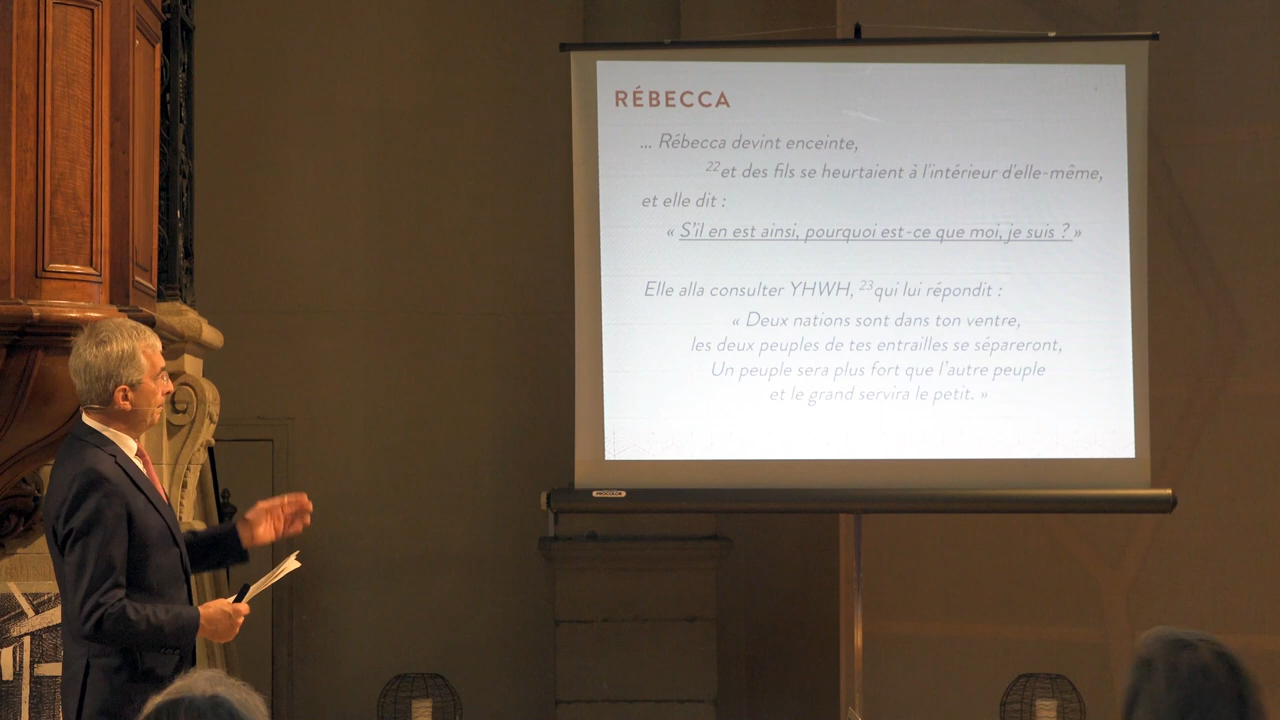 RÉBECCA
... Rébecca devint enceinte,
22et des fils se heurtaient à l'intérieur d'elle-même,
et elle dit :
« S'il en est ainsi, pourquoi est-ce que moi, je suis ? »
Elle alla consulter YHWH, 23qui lui répondit :
« Deux nations sont dans ton ventre,
les deux peuples de tes entrailles se sépareront,
Un peuple sera plus fort que l'autre peuple
et le grand servira le petit. »
PROCOLOR